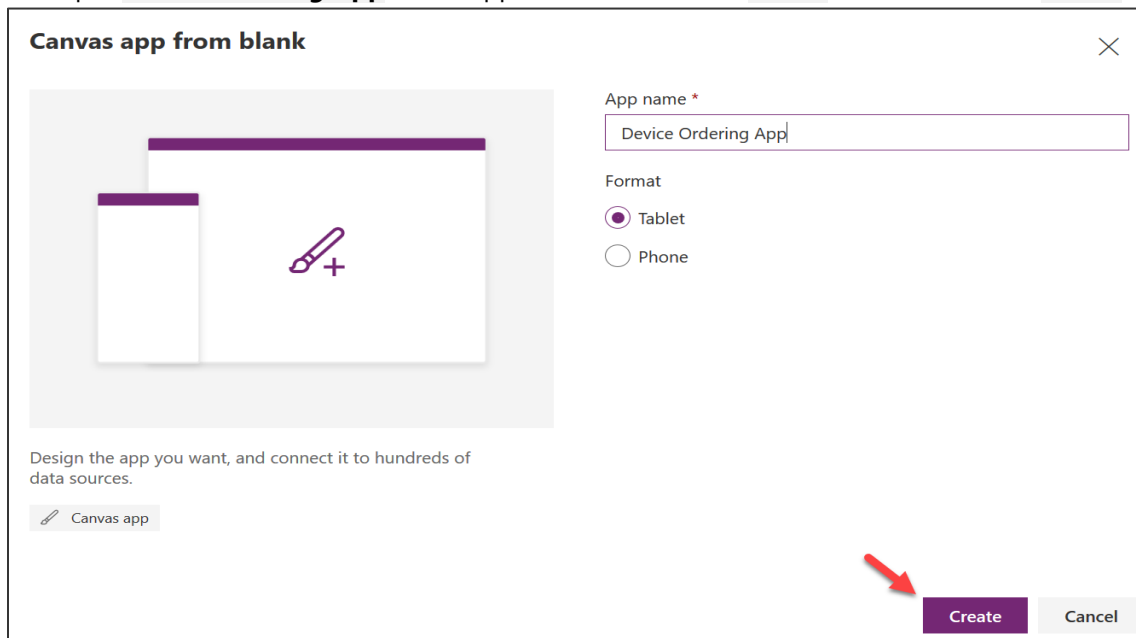 Canvas app from blank
App name *
Device Ordering App
Format
Tablet
Phone
Design the app you want, and connect it to hundreds of
data sources.
Canvas app
Create
Cancel